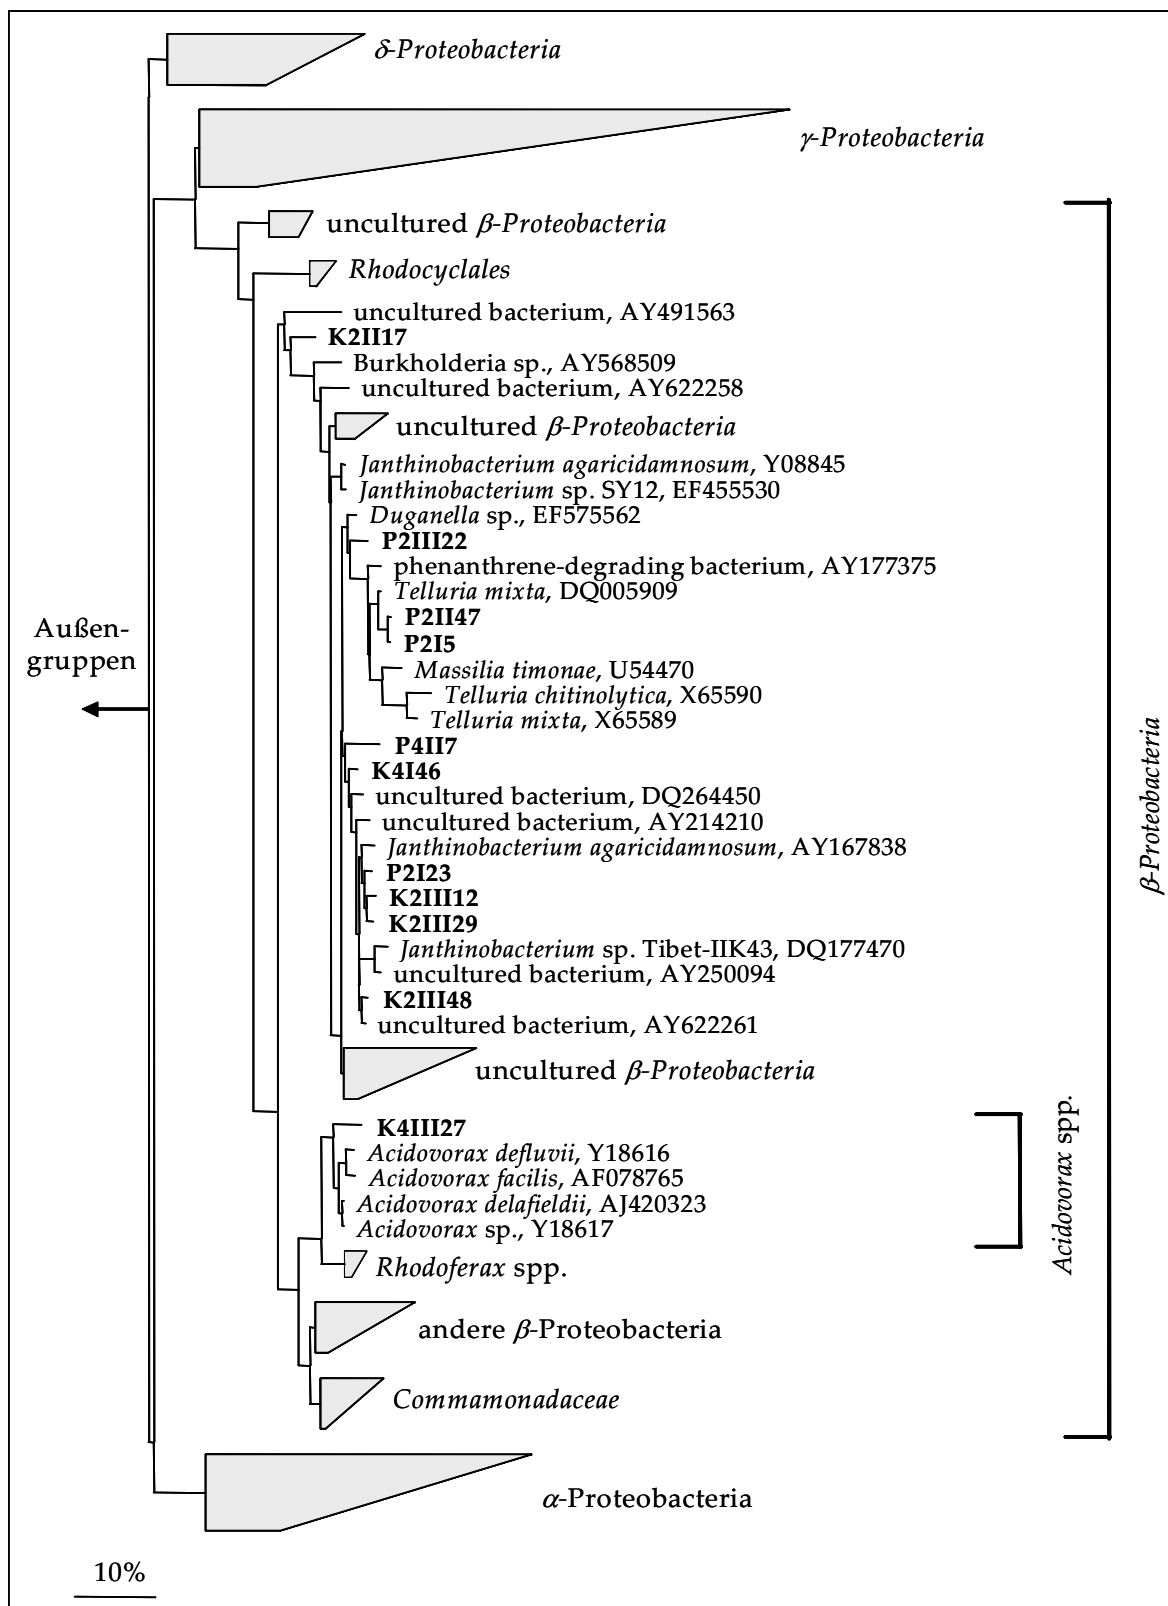 δ-Proteobacteria
γ-Proteobacteria
uncultured β-Proteobacteria
Rhodocyclales
uncultured bacterium, AY491563
K2II17
Burkholderia sp., AY568509
uncultured bacterium, AY622258
uncultured β-Proteobacteria
Janthinobacterium agaricidamnosum, Y08845
Janthinobacterium sp. SY12, EF455530
Duganella sp., EF575562
P2III22
phenanthrene-degrading bacterium, AY177375
Telluria mixta, DQ005909
P2II47
P2I5
Massilia timonae, U54470
Telluria chitinolytica, X65590
Telluria mixta, X65589
P4II7
K4I46
uncultured bacterium, DQ264450
uncultured bacterium, AY214210
Janthinobacterium agaricidamnosum, AY167838
P2I23
K2III12
K2III29
Janthinobacterium sp. Tibet-IIK43, DQ177470
uncultured bacterium, AY250094
K2III48
uncultured bacterium, AY622261
uncultured β-Proteobacteria
K4III27
Acidovorax defluvii, Y18616
Acidovorax facilis, AF078765
Acidovorax delafieldii, AJ420323
Acidovorax sp., Y18617
Rhodoferax spp.
andere β-Proteobacteria
Commamonadaceae
α-Proteobacteria
Außen-
gruppen
Acidovorax spp.
β-Proteobacteria
10%